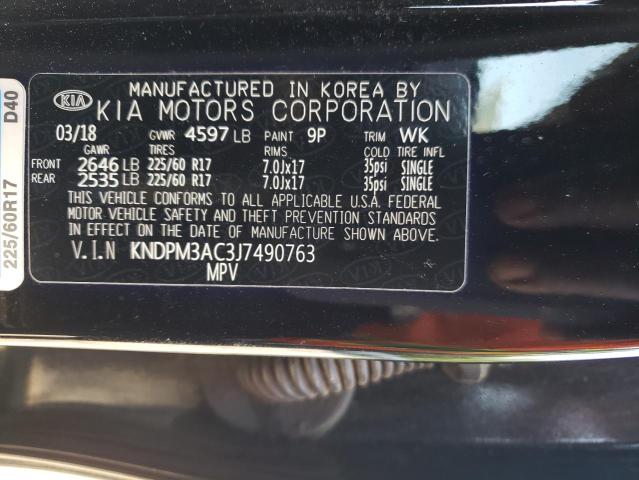 MANUFACTURED IN KOREA BY
KIA KIA MOTORS CORPORATION
03/18 GVWR 4597 LB PAINT 9P TRIM WK
GAWR TIRES RIMS COLD TIRE INFL
FRONT 2646 LB 225/60 R17 7.0Jx17 35psi SINGLE
REAR 2535 LB 225/60 R17 7.0Jx17 35psi SINGLE
THIS VEHICLE CONFORMS TO ALL APPLICABLE U.S.A. FEDERAL
MOTOR VEHICLE SAFETY AND THEFT PREVENTION STANDARDS
IN EFFECT ON THE DATE OF MANUFACTURE SHOWN ABOVE.
V.I.N KNDPM3AC3J7490763
MPV
225/60R17 D40